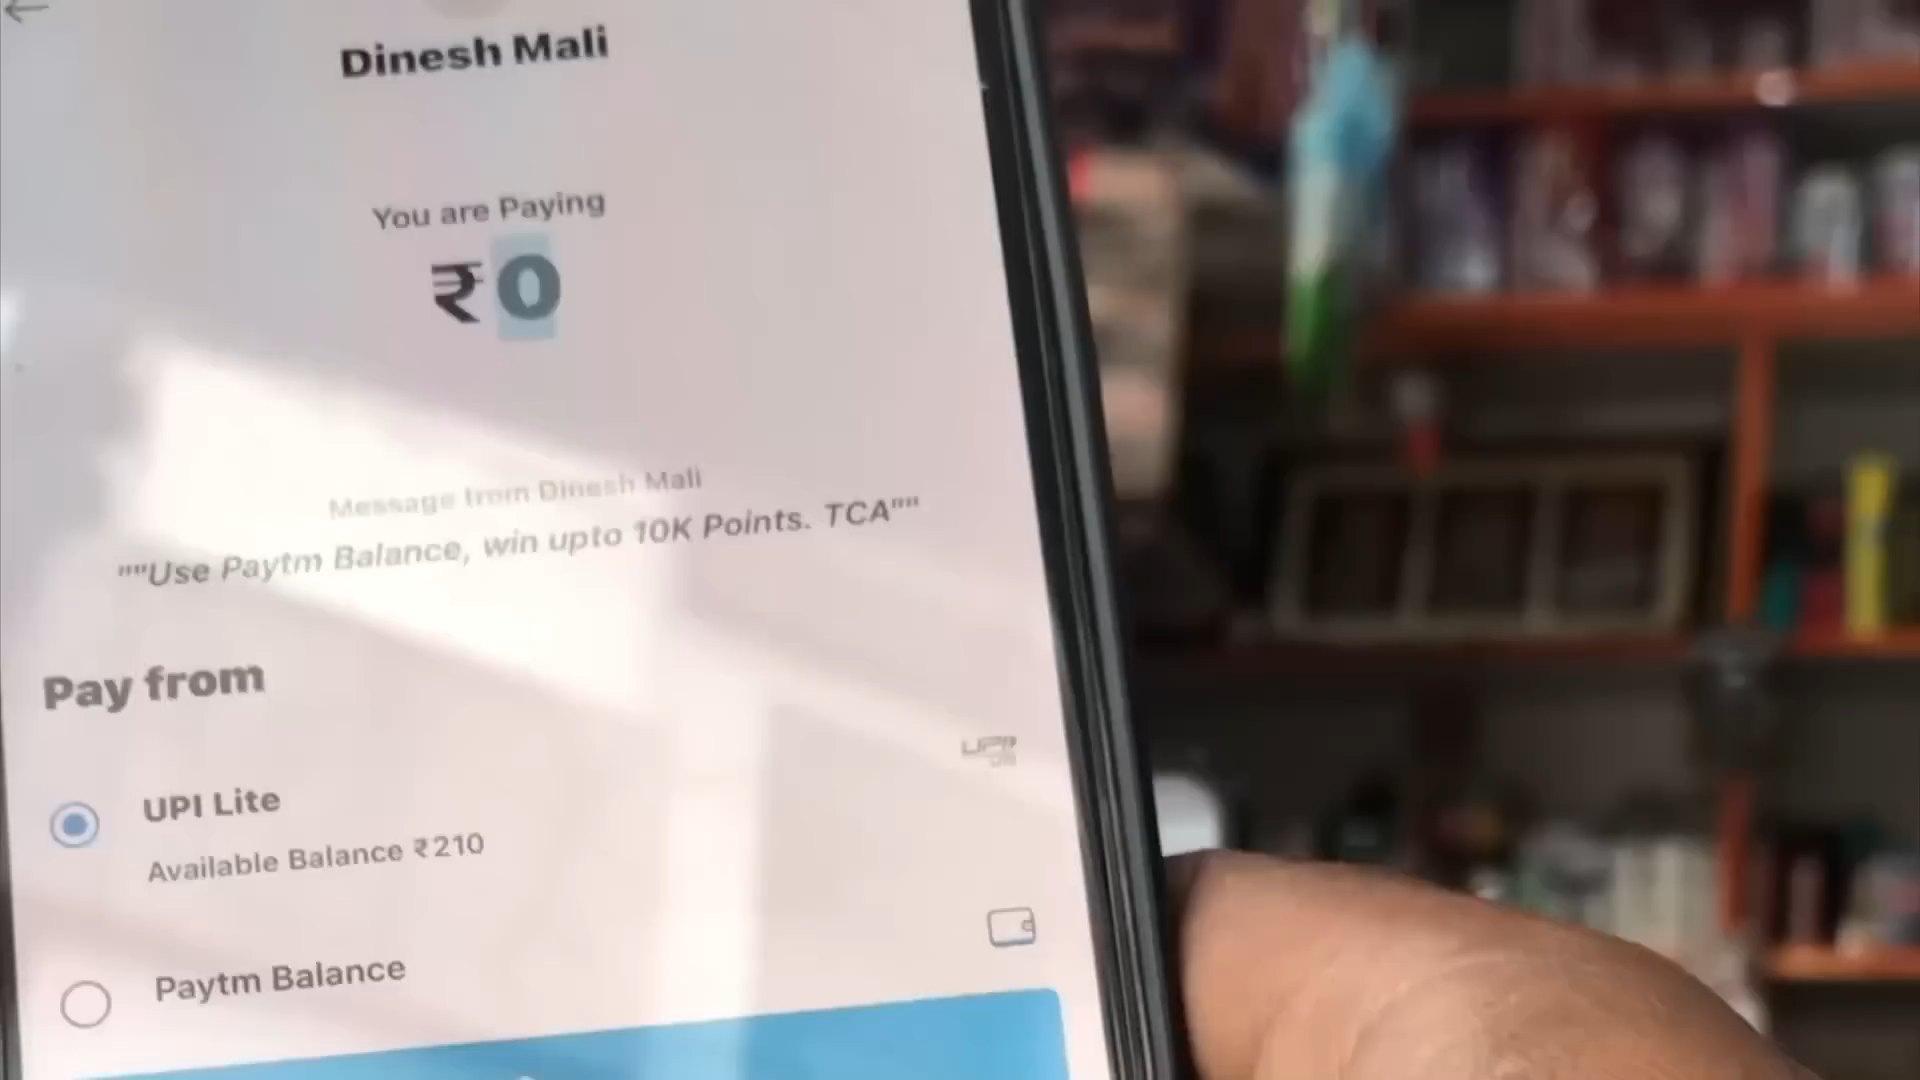 Dinesh Mali
You are Paying
₹0
Message from Dinesh Mali
""Use Paytm Balance, win upto 10K Points. TCA""
Pay from
UPI
UPI Lite
Available Balance ₹210
Paytm Balance